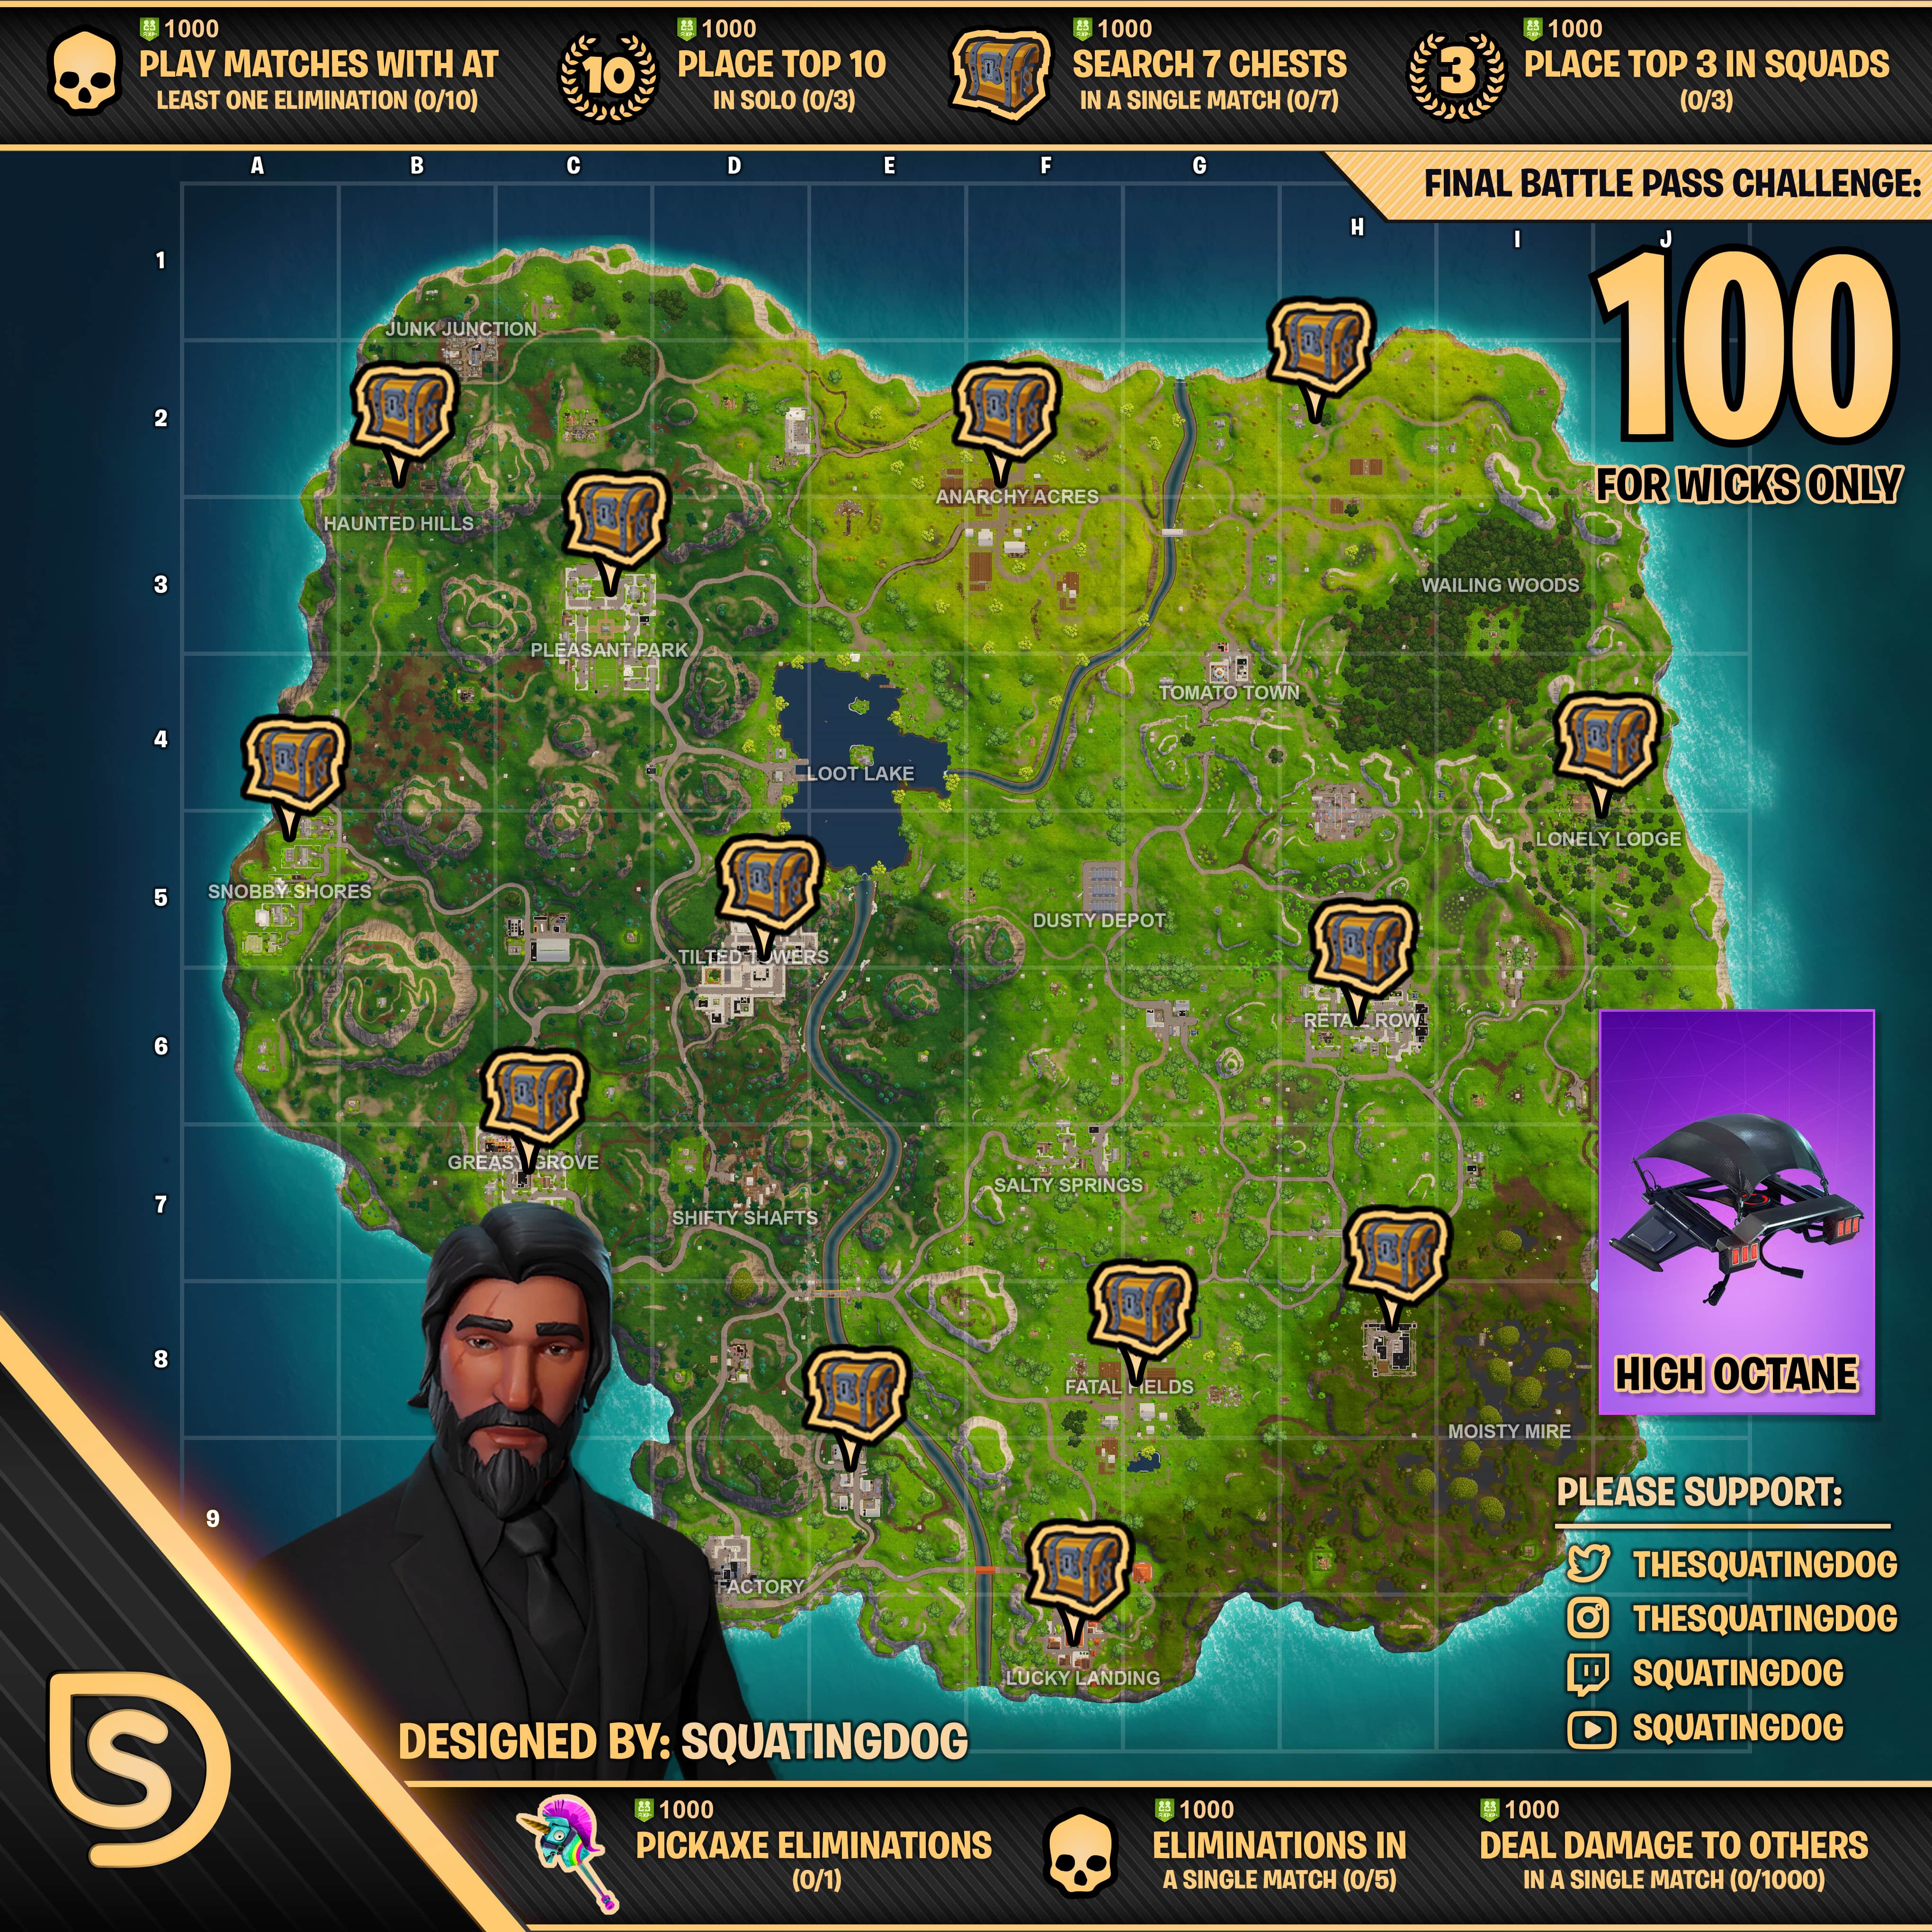 1000
PLAY MATCHES WITH AT
LEAST ONE ELIMINATION (0/10)
10
1000
PLACE TOP 10
IN SOLO (0/3)
1000
SEARCH 7 CHESTS
IN A SINGLE MATCH (0/7)
3
1000
PLACE TOP 3 IN SQUADS
(0/3)
A B C D E F G
FINAL BATTLE PASS CHALLENGE:
H I J
1
100
FOR WICKS ONLY
JUNK JUNCTION
2
ANARCHY ACRES
HAUNTED HILLS
3
WAILING WOODS
PLEASANT PARK
TOMATO TOWN
4
LOOT LAKE
LONELY LODGE
SNOBBY SHORES
5
DUSTY DEPOT
TILTED TOWERS
RETAIL ROW
6
GREASY GROVE
SALTY SPRINGS
7
SHIFTY SHAFTS
8
HIGH OCTANE
FATAL FIELDS
MOISTY MIRE
9
FACTORY
LUCKY LANDING
PLEASE SUPPORT:
THESQUATINGDOG
THESQUATINGDOG
SQUATINGDOG
SQUATINGDOG
DESIGNED BY: SQUATINGDOG
1000
PICKAXE ELIMINATIONS
(0/1)
1000
ELIMINATIONS IN
A SINGLE MATCH (0/5)
1000
DEAL DAMAGE TO OTHERS
IN A SINGLE MATCH (0/1000)